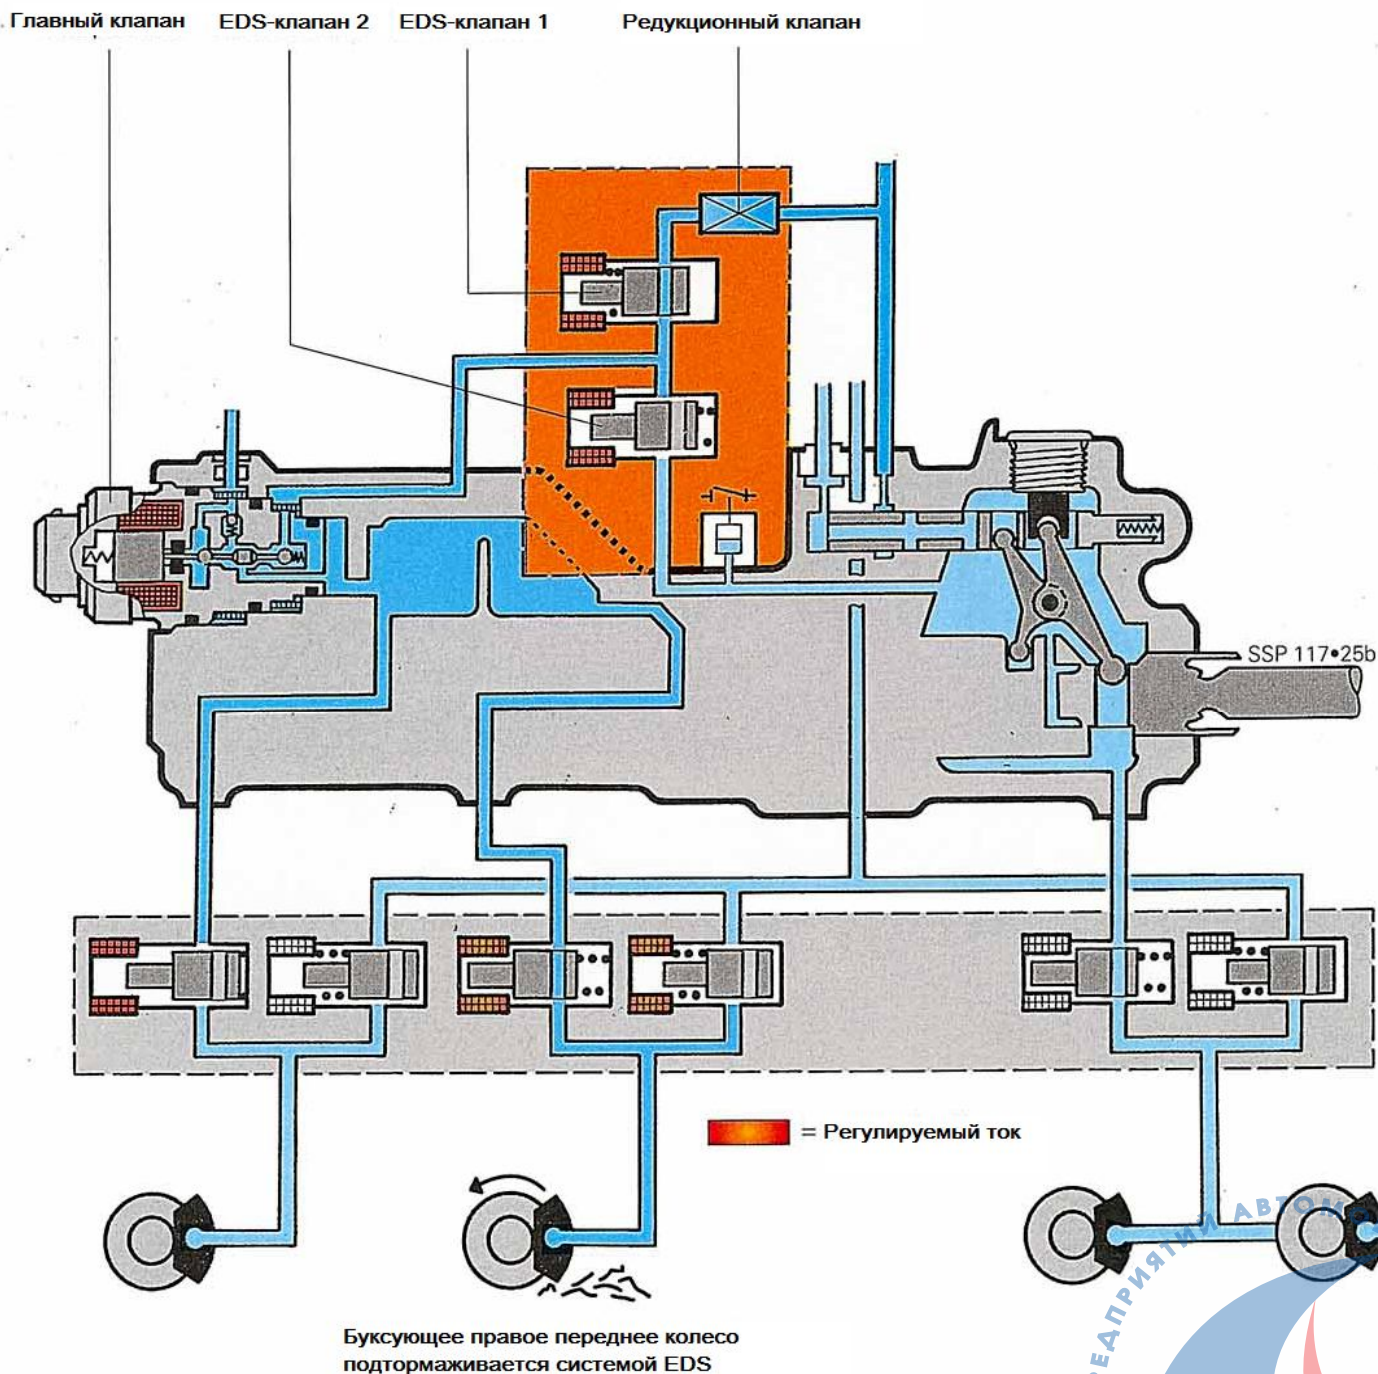 Главный клапан
EDS-клапан 2
EDS-клапан 1
Редукционный клапан
SSP 117•25b
= Регулируемый ток
Буксующее правое переднее колесо
подтормаживается системой EDS